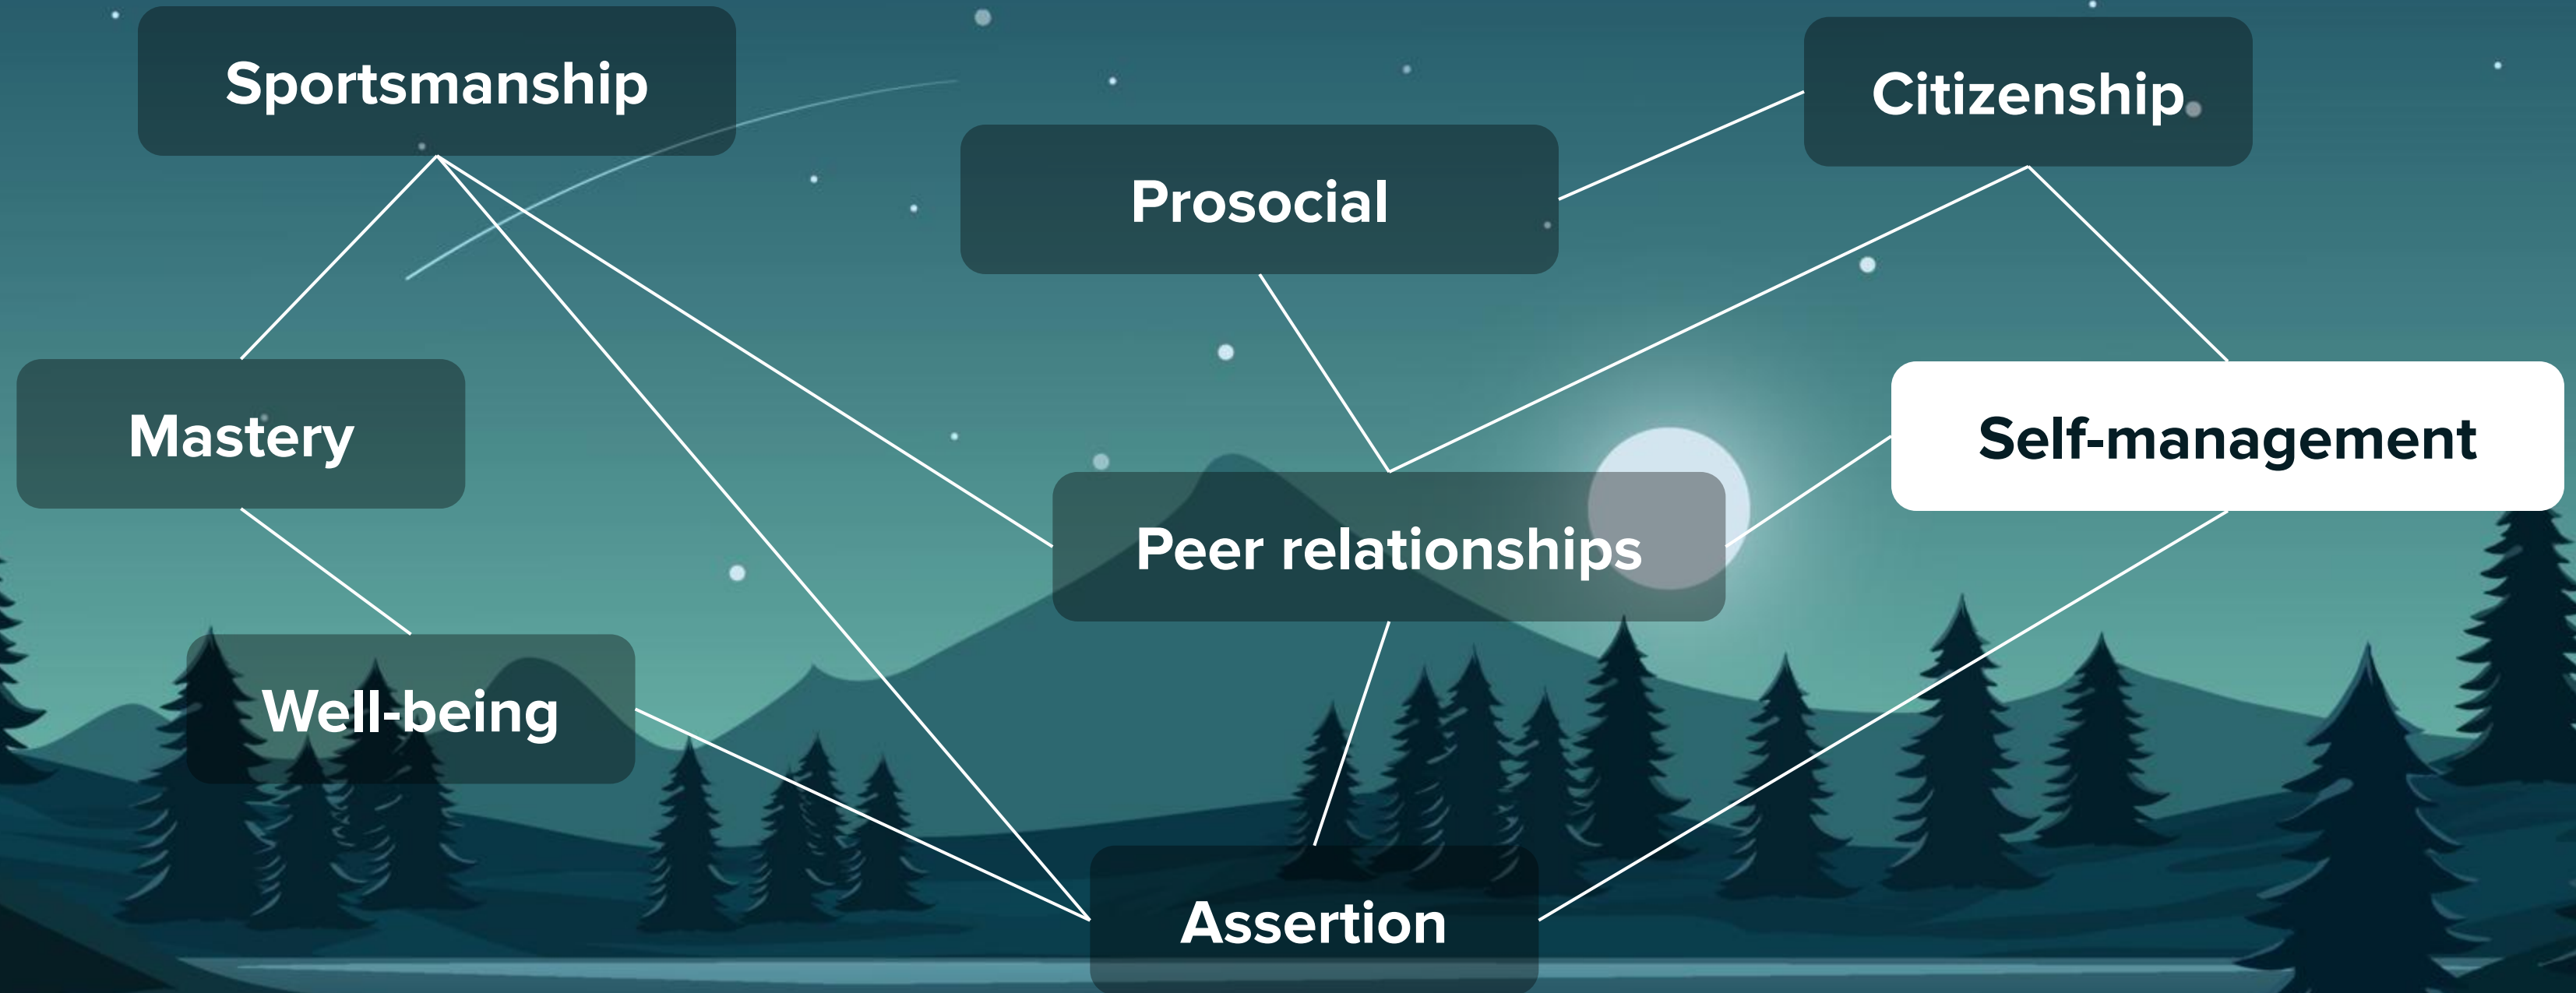 Sportsmanship
Citizenship
Prosocial
Mastery
Self-management
Peer relationships
Well-being
Assertion